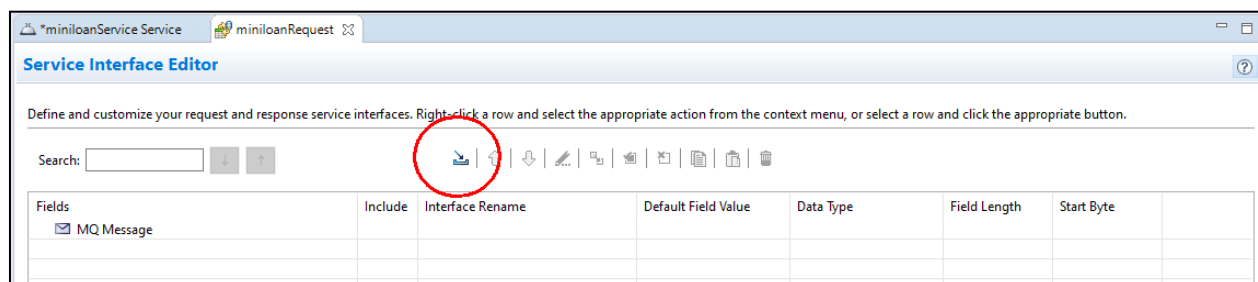 *miniloanService Service miniloanRequest
Service Interface Editor
Define and customize your request and response service interfaces. Right-click a row and select the appropriate action from the context menu, or select a row and click the appropriate button.
Search:
Fields Include Interface Rename Default Field Value Data Type Field Length Start Byte
MQ Message